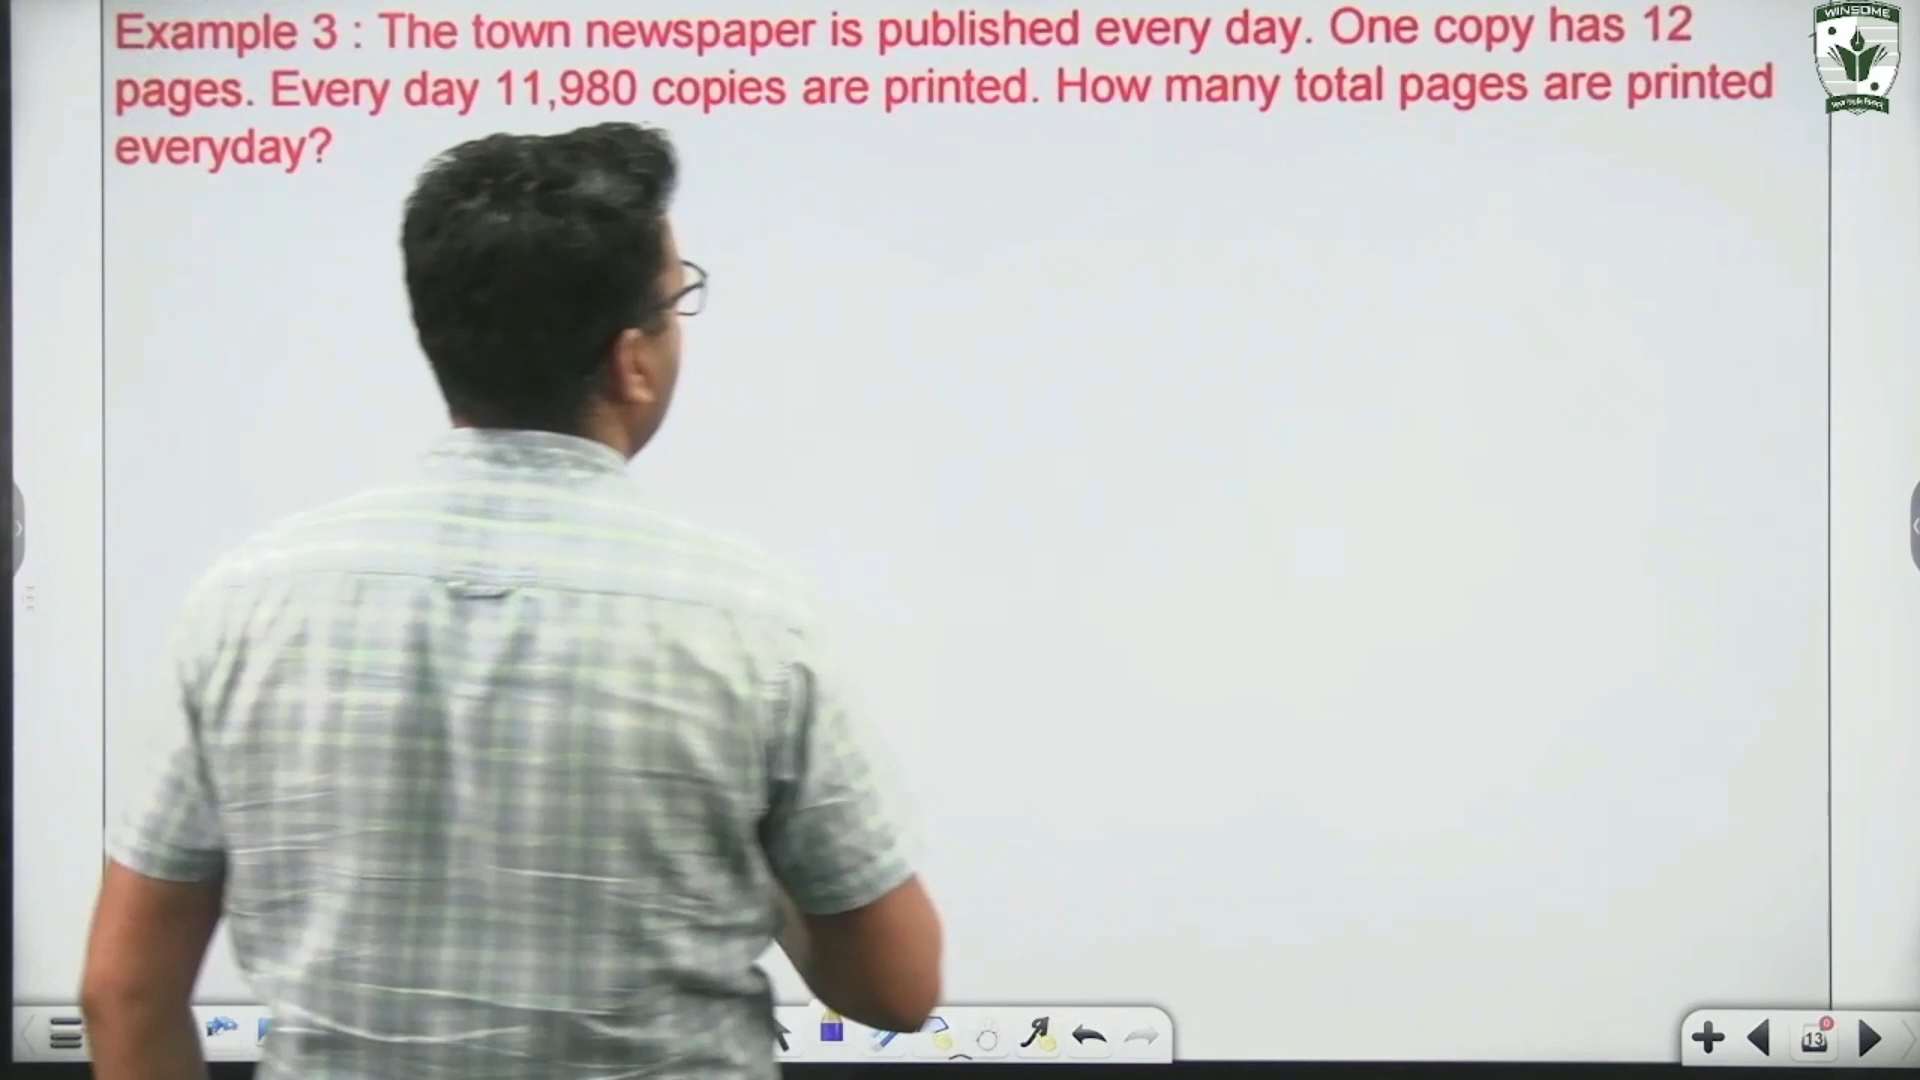 Example 3 : The town newspaper is published every day. One copy has 12
pages. Every day 11,980 copies are printed. How many total pages are printed
everyday?
WINSOME
13
0